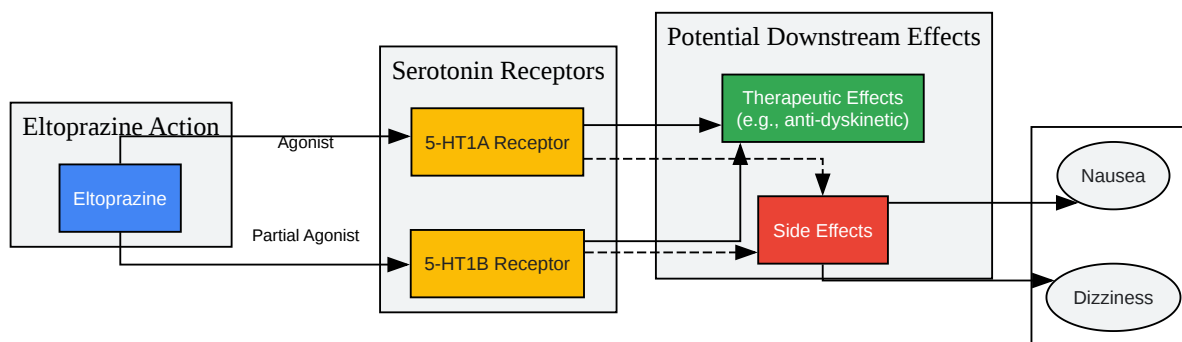 Eltoprazine Action
Eltoprazine
Agonist
Partial Agonist
Serotonin Receptors
5-HT1A Receptor
5-HT1B Receptor
Potential Downstream Effects
Therapeutic Effects
(e.g., anti-dyskinetic)
Side Effects
Nausea
Dizziness